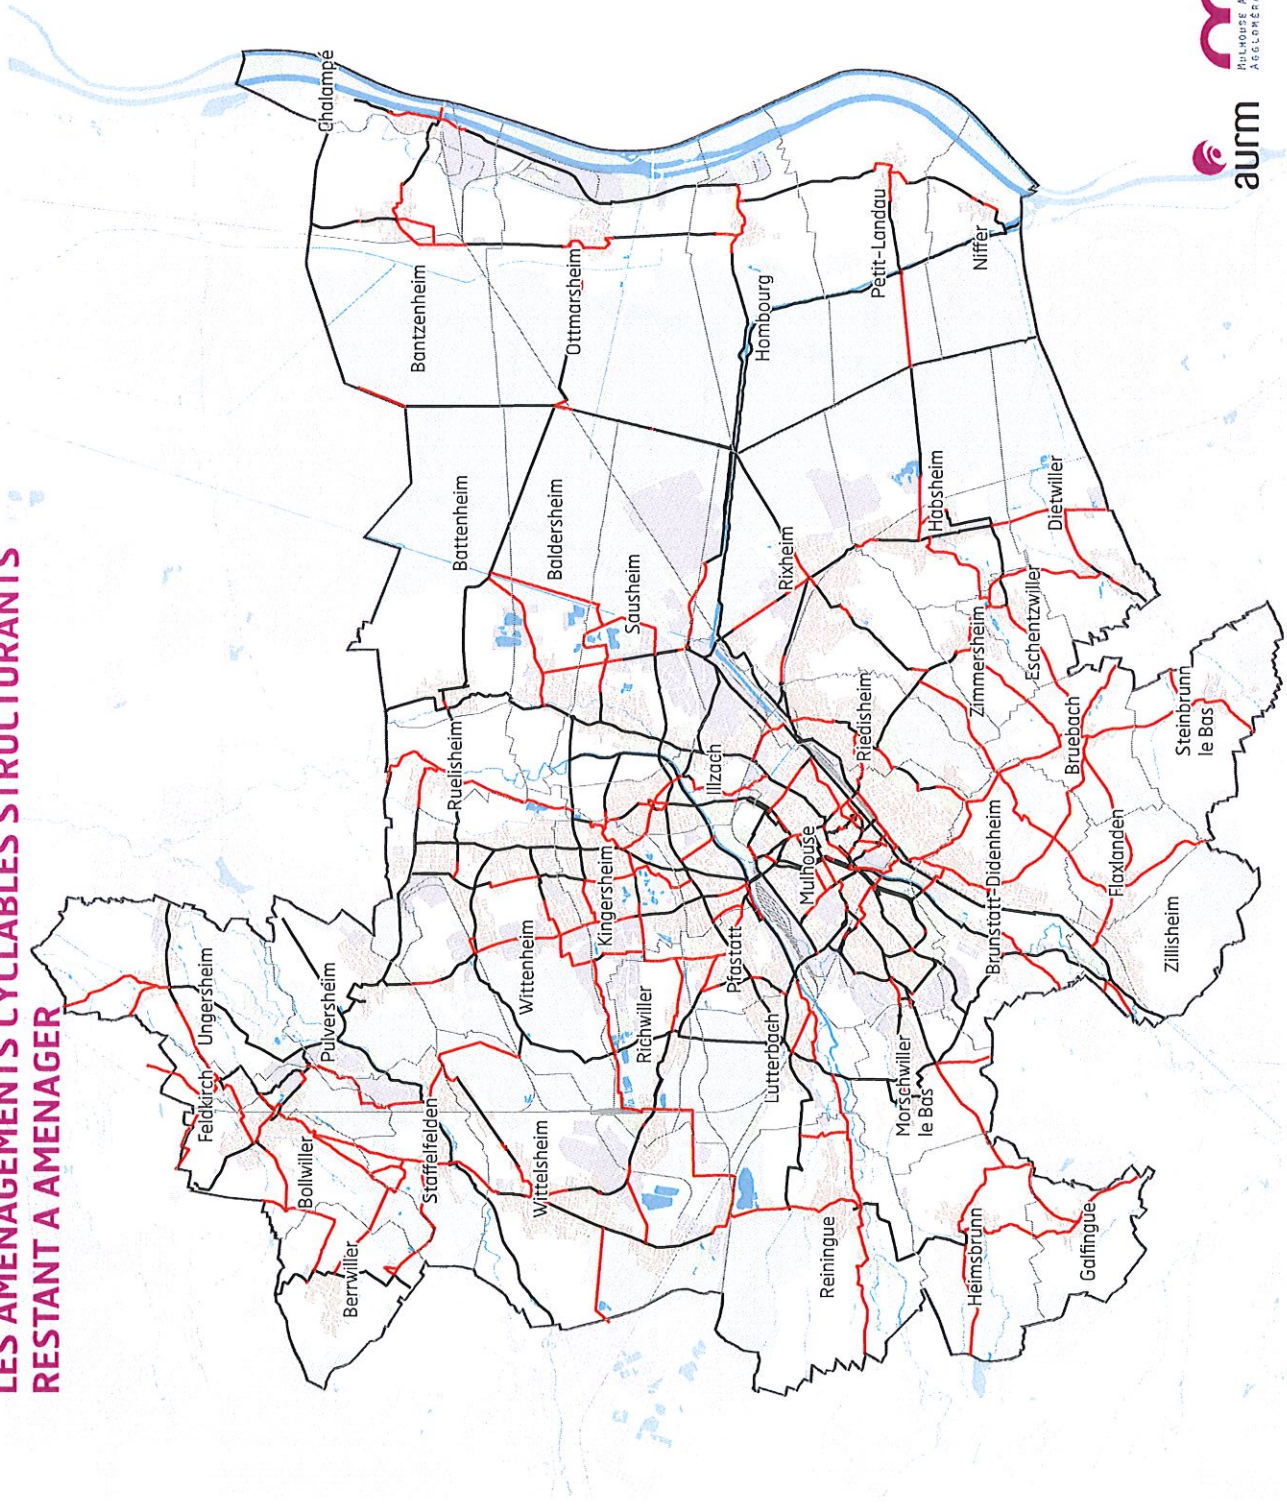 LES AMENAGEMENTS CYCLABLES STRUCTURANTS
RESTANT A AMENAGER
Chalampé
Bantzenheim
Ottmarsheim
Hombourg
Petit-Landau
Niffer
Battenheim
Baldersheim
Sausheim
Rixheim
Habsheim
Dietwiller
Eschentzwiller
Zimmersheim
Ruelisheim
Illzach
Riedisheim
Bruebach
Steinbrunn
le Bas
Ungersheim
Pulversheim
Wittenheim
Kingersheim
Mulhouse
Brunstatt-Didenheim
Flaxlanden
Zillisheim
Feldkirch
Richwiller
Pfastatt
Bollwiller
Staffelfelden
Wittelsheim
Lutterbach
Morschwiller
le Bas
Berrwiller
Reiningue
Heimsbrunn
Galfingue
aurm
MULHOUSE